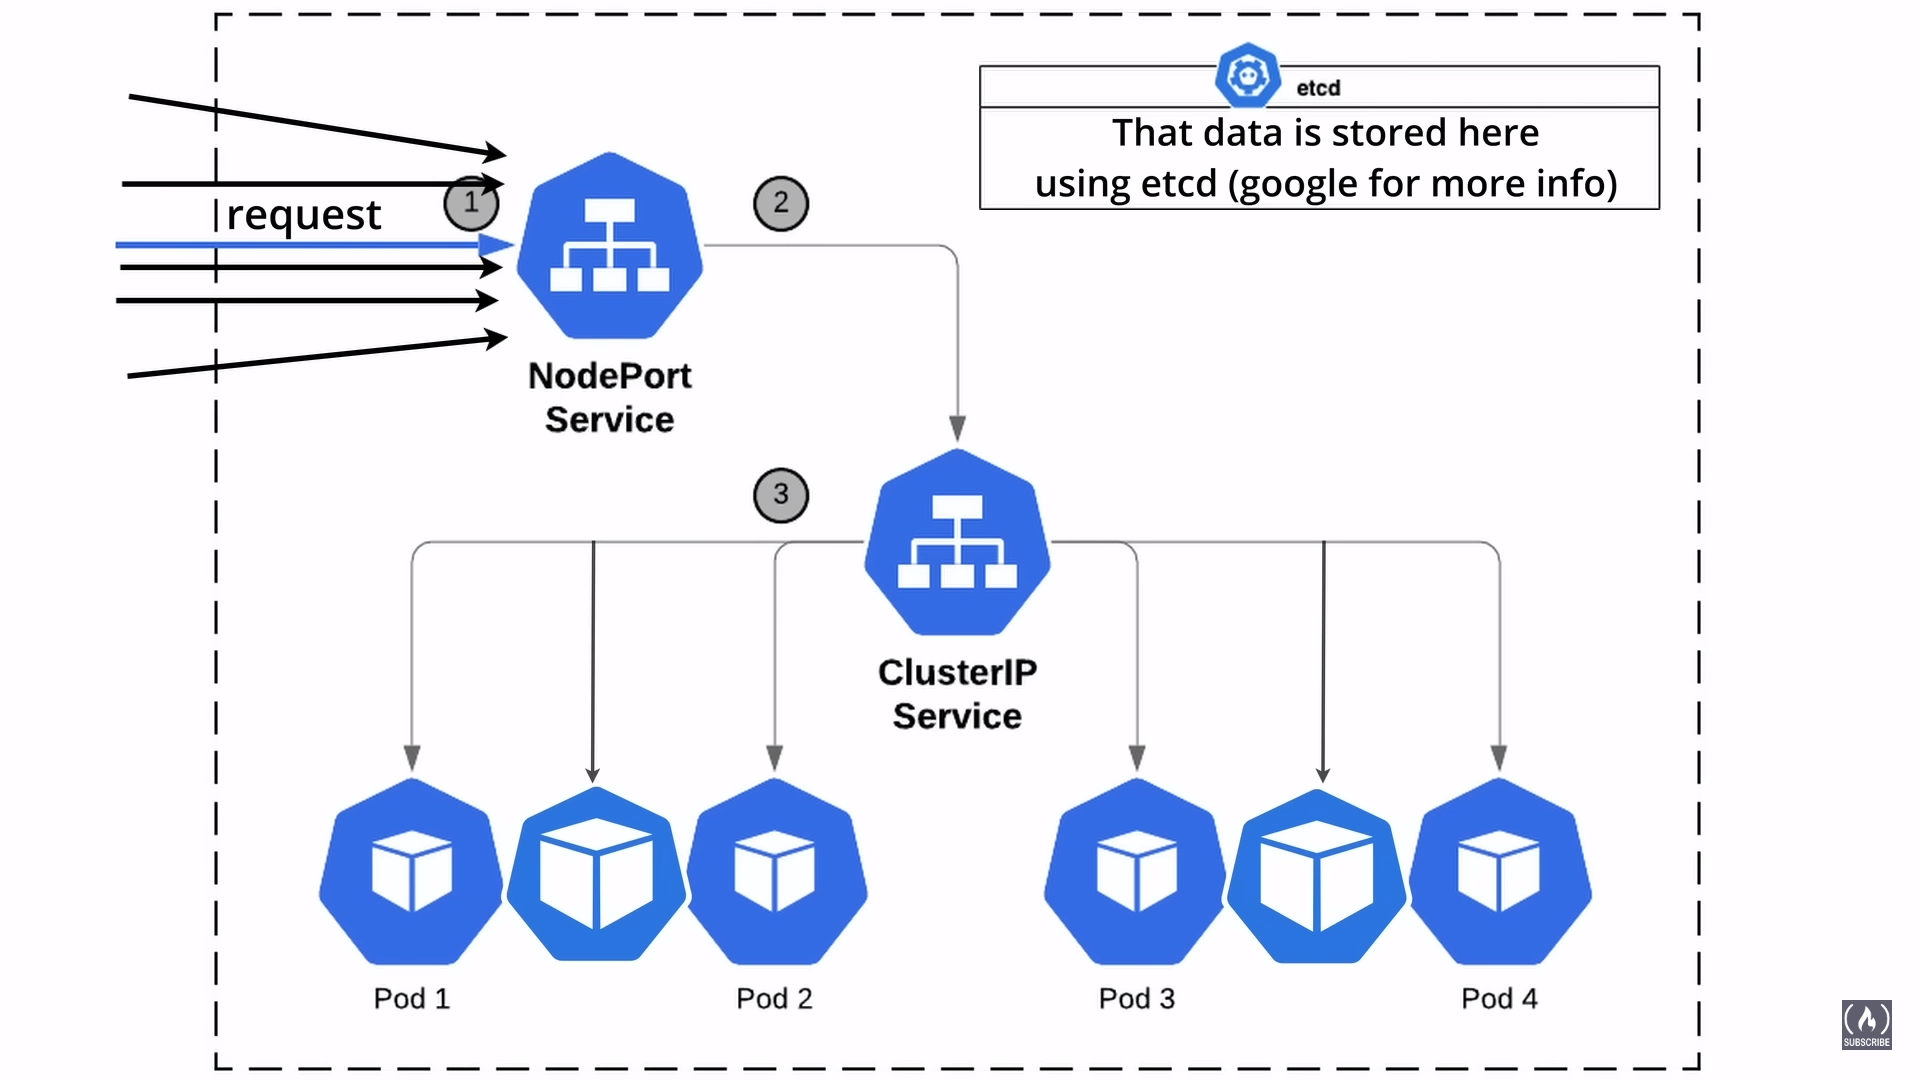 etcd
That data is stored here
using etcd (google for more info)
1
2
request
NodePort
Service
3
ClusterIP
Service
Pod 1
Pod 2
Pod 3
Pod 4
SUBSCRIBE